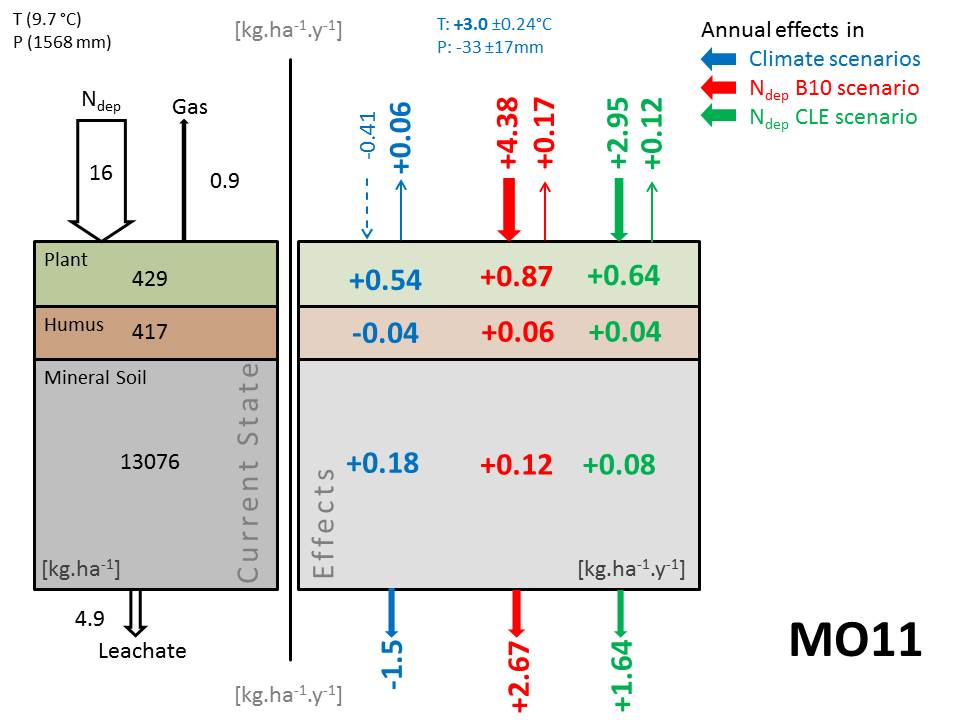 T (9.7 °C)
P (1568 mm)
[kg.ha-1.y-1]
T: +3.0 ±0.24°C
P: -33 ±17mm
Annual effects in
Climate scenarios
Ndep B10 scenario
Ndep CLE scenario
Ndep
Gas
16
0.9
-0.41
+0.06
+4.38
+0.17
+2.95
+0.12
Plant
429
+0.54
+0.87
+0.64
Humus
417
-0.04
+0.06
+0.04
Mineral Soil
13076
Current State
[kg.ha-1]
Effects
+0.18
+0.12
+0.08
[kg.ha-1.y-1]
4.9
Leachate
-1.5
+2.67
+1.64
[kg.ha-1.y-1]
MO11